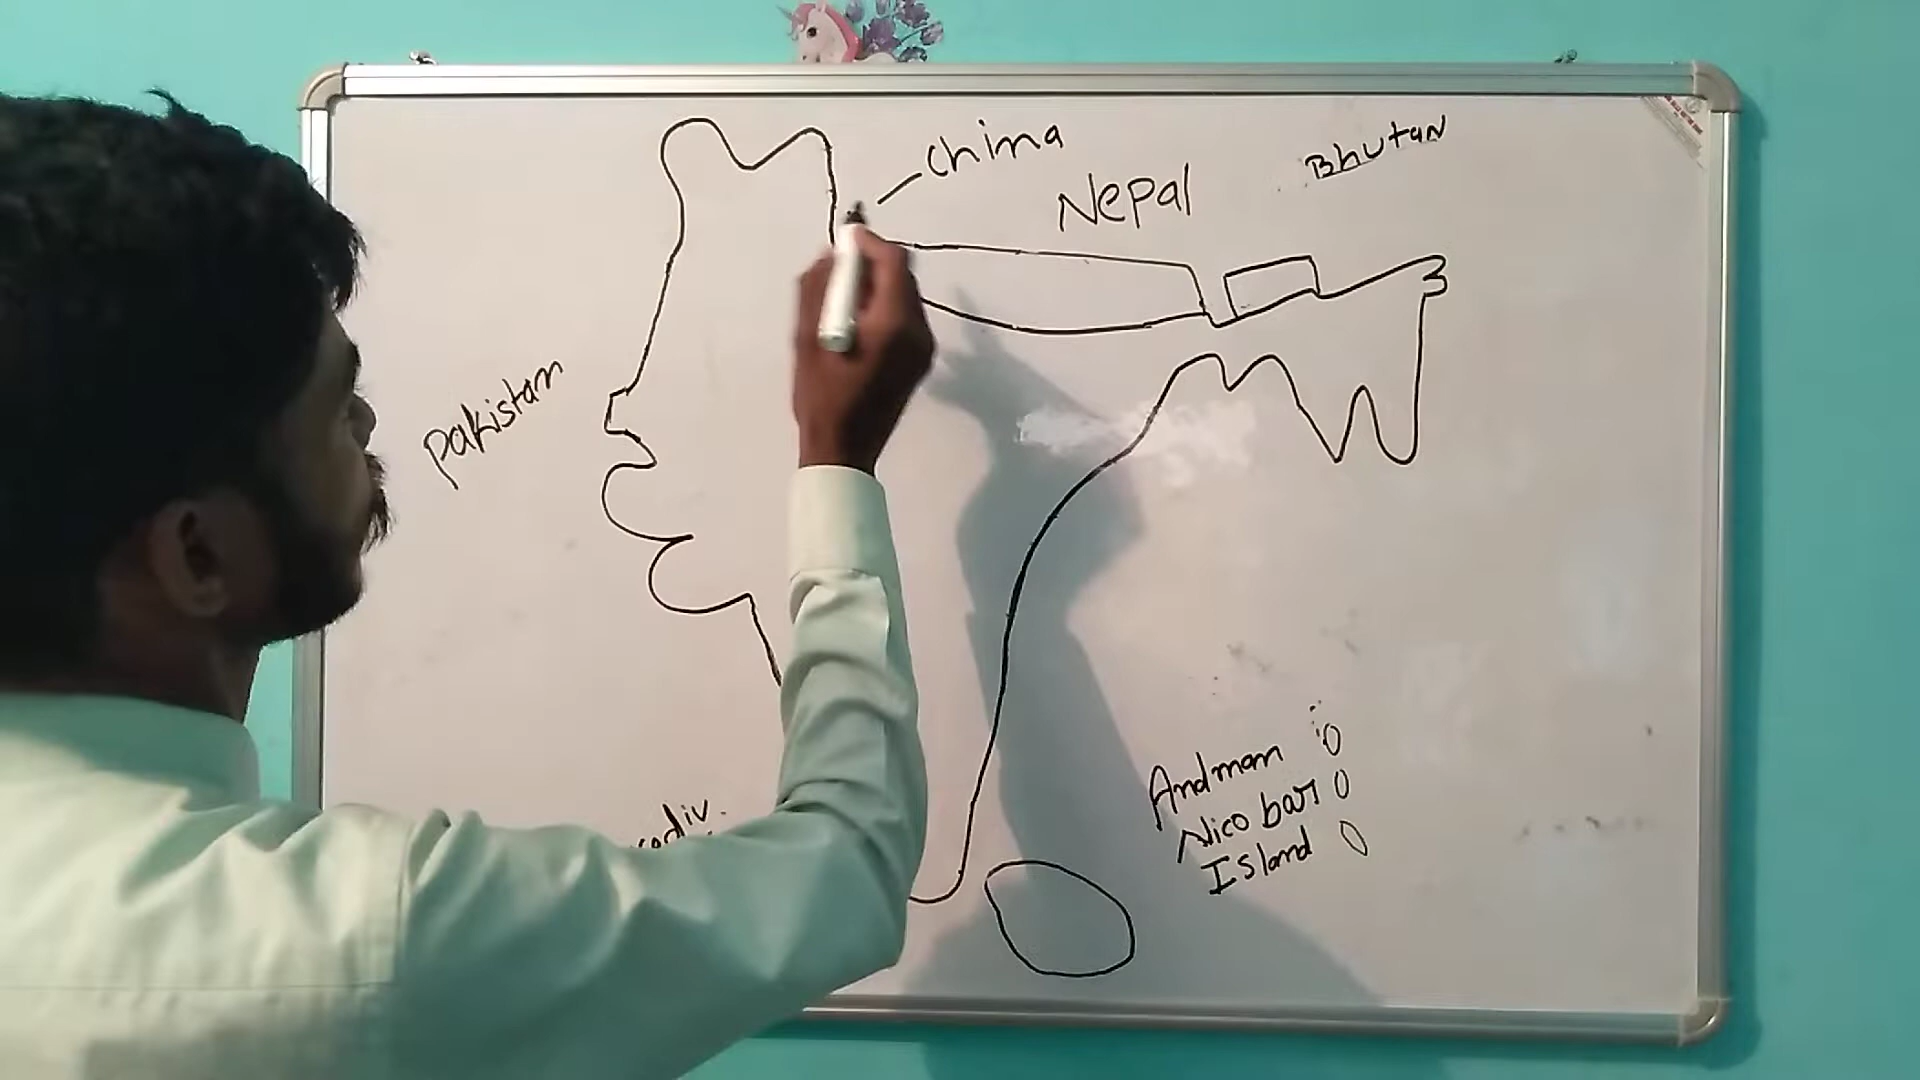 China
Nepal
Bhutan
Pakistan
Andman
Nicobar
Island